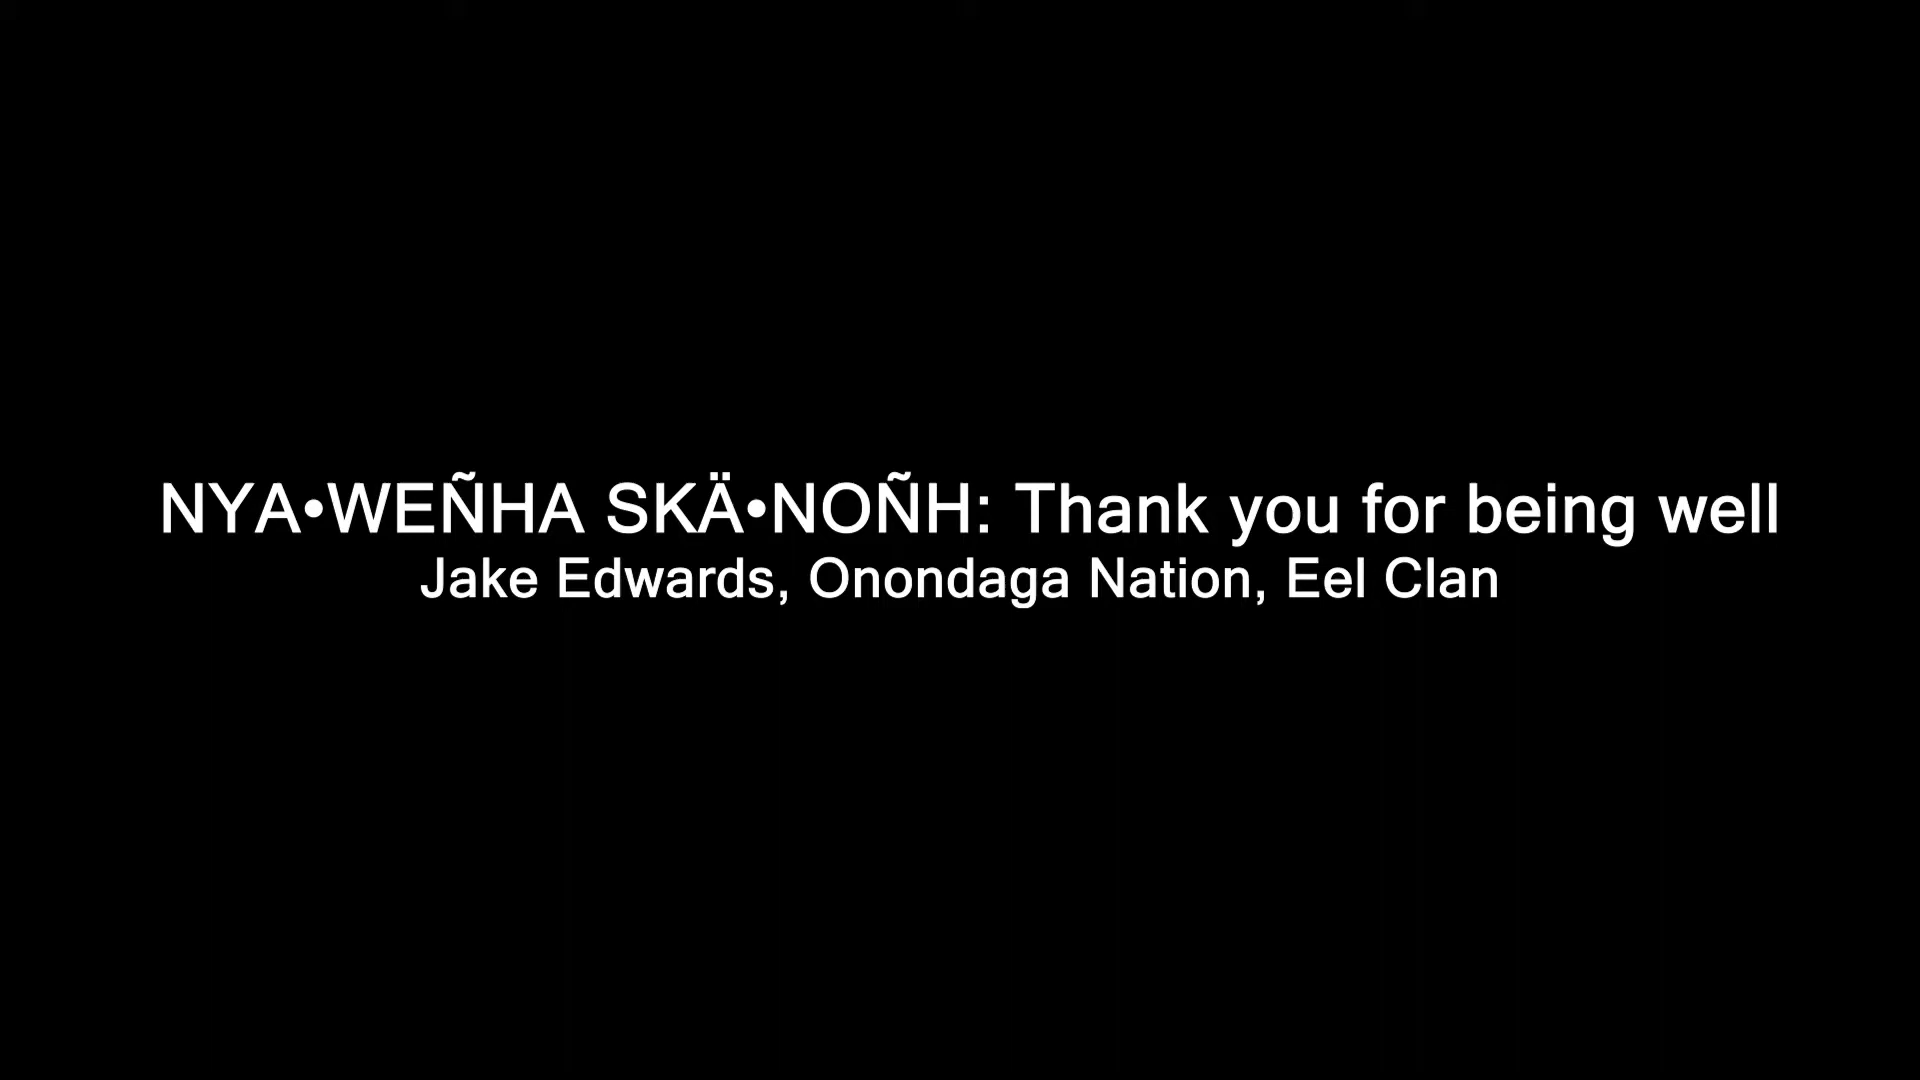 NYA•WEÑHA SKÄ•NOÑH: Thank you for being well
Jake Edwards, Onondaga Nation, Eel Clan